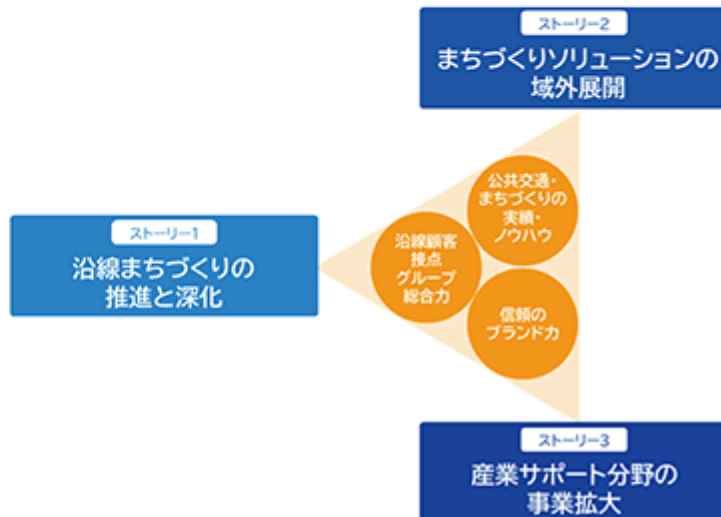 ストーリー2
まちづくりソリューションの
域外展開
公共交通・
まちづくりの
実績・
ノウハウ
ストーリー1
沿線まちづくりの
推進と深化
沿線顧客
接点
グループ
総合力
信頼の
ブランド力
ストーリー3
産業サポート分野の
事業拡大